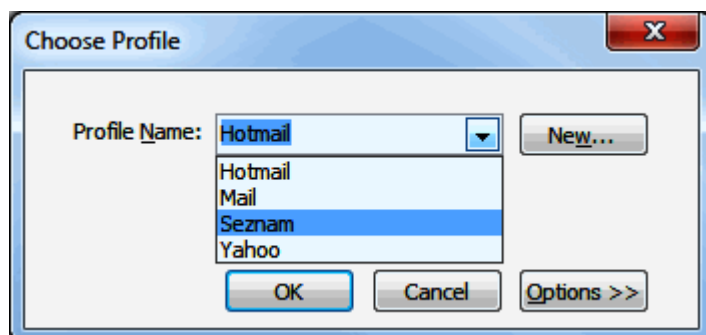 Choose Profile
Profile Name: Hotmail New...
Hotmail
Mail
Seznam
Yahoo
OK Cancel Options >>